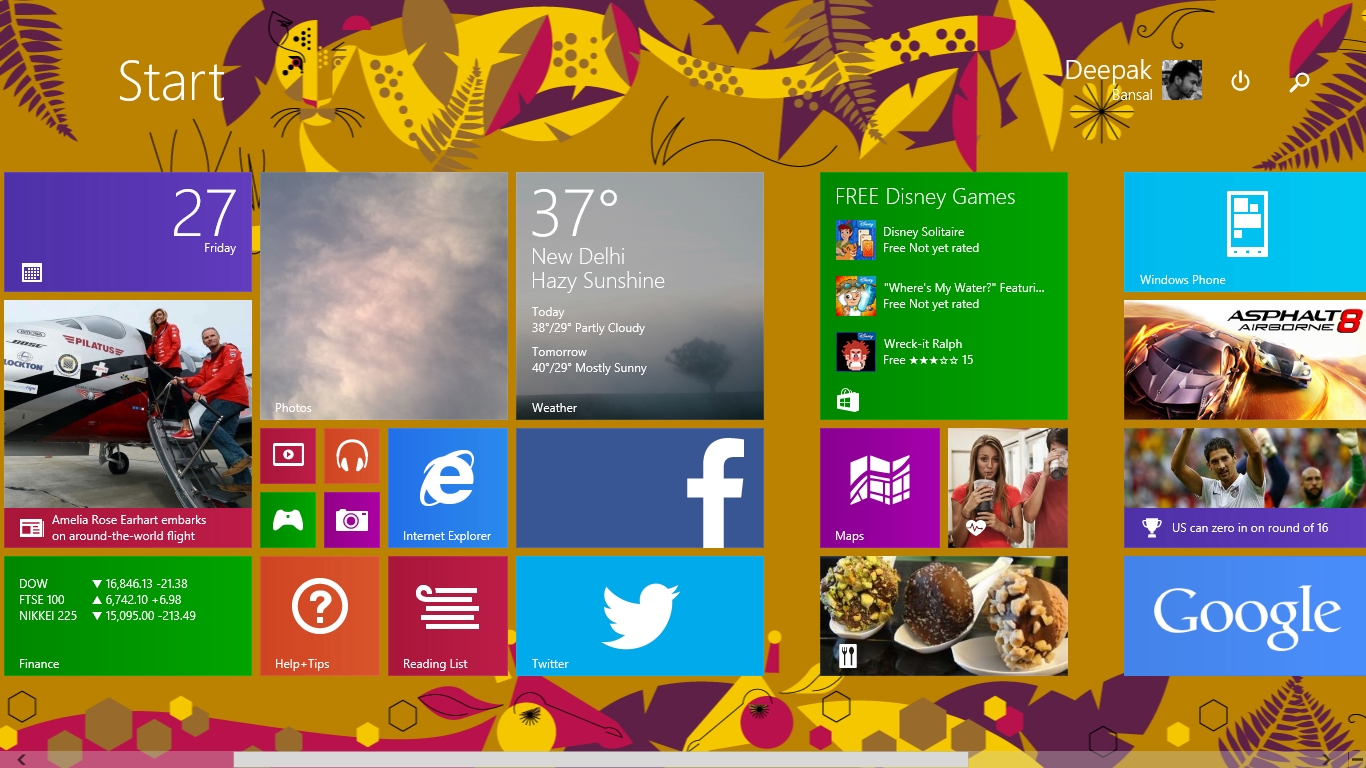 Start
Deepak
Bansal
27
Friday
PILATUS
BOSE
LOCKTON
Amelia Rose Earhart embarks
on around-the-world flight
DOW ▼ 16,846.13 -21.38
FTSE 100 ▲ 6,742.10 +6.98
NIKKEI 225 ▼ 15,095.00 -213.49
Finance
Photos
Internet Explorer
Help+Tips
Reading List
37°
New Delhi
Hazy Sunshine
Today
38°/29° Partly Cloudy
Tomorrow
40°/29° Mostly Sunny
Weather
Twitter
FREE Disney Games
Disney Solitaire
Free Not yet rated
"Where's My Water?" Featuri...
Free Not yet rated
Wreck-it Ralph
Free ★★★☆☆ 15
Maps
Windows Phone
ASPHALT 8
AIRBORNE
US can zero in on round of 16
Google